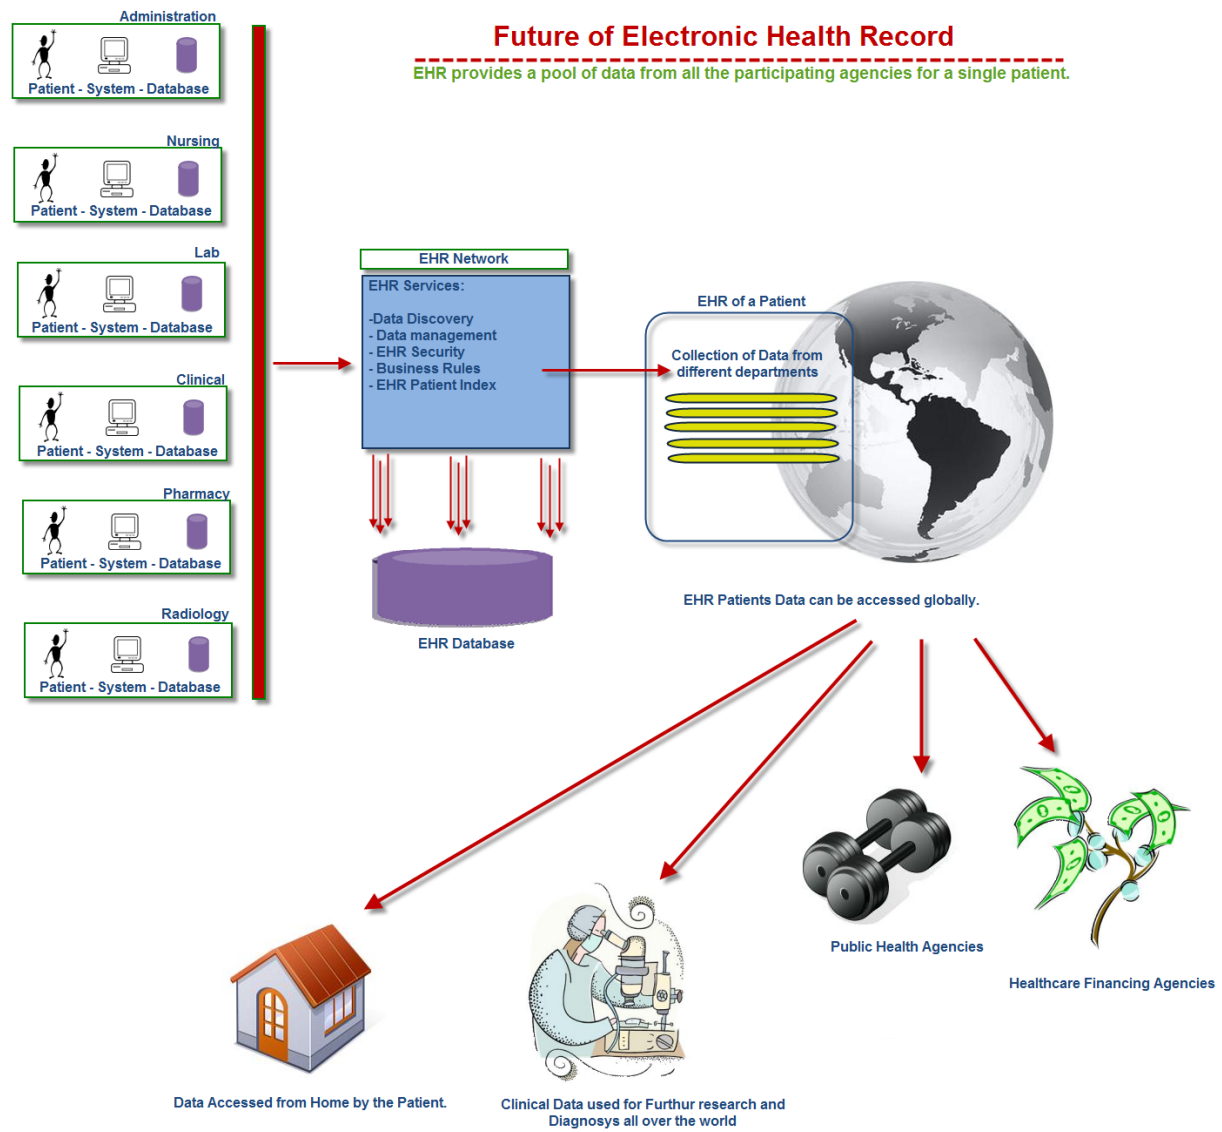 Future of Electronic Health Record
EHR provides a pool of data from all the participating agencies for a single patient.
Administration
Patient - System - Database
Nursing
Patient - System - Database
Lab
Patient - System - Database
Clinical
Patient - System - Database
Pharmacy
Patient - System - Database
Radiology
Patient - System - Database
EHR Network
EHR Services:
-Data Discovery
- Data management
- EHR Security
- Business Rules
- EHR Patient Index
EHR Database
EHR of a Patient
Collection of Data from
different departments
EHR Patients Data can be accessed globally.
Data Accessed from Home by the Patient.
Clinical Data used for Furthur research and
Diagnosys all over the world
Public Health Agencies
Healthcare Financing Agencies